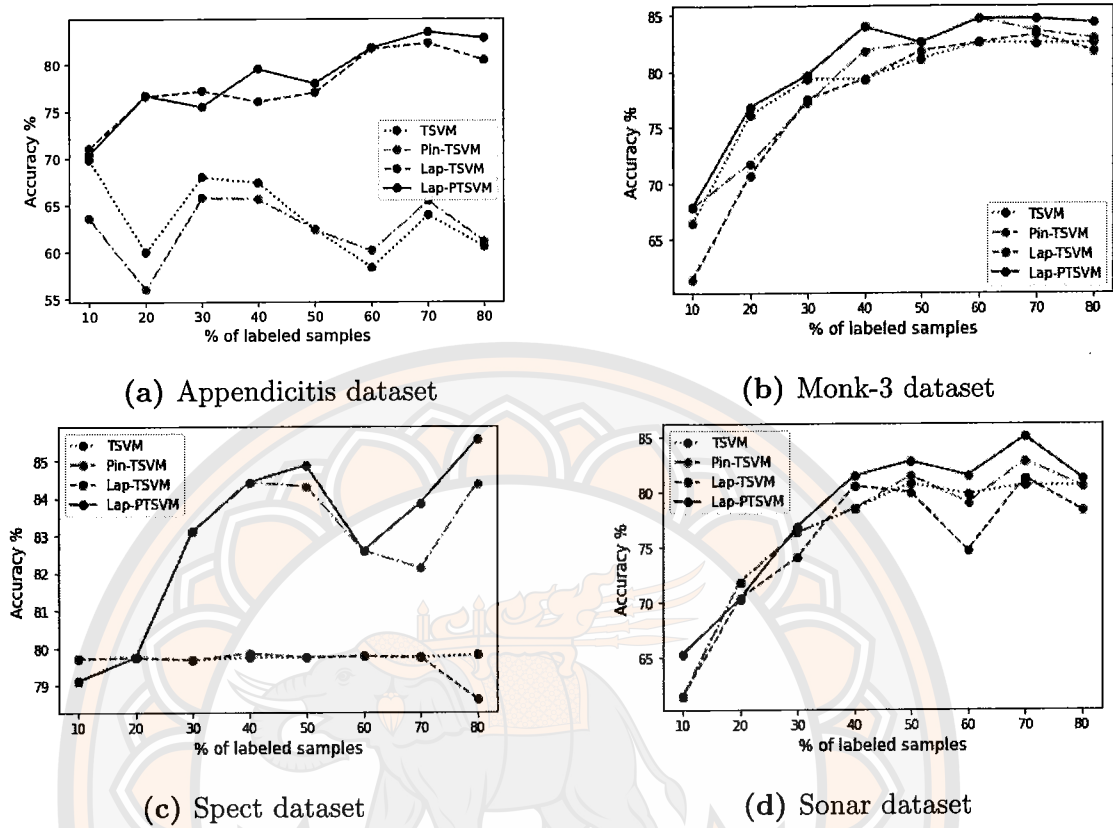 80
75
70
65
60
55
Accuracy %
TSVM
Pin-TSVM
Lap-TSVM
Lap-PTSVM
10 20 30 40 50 60 70 80
% of labeled samples
(a) Appendicitis dataset
85
80
75
70
65
Accuracy %
TSVM
Pin-TSVM
Lap-TSVM
Lap-PTSVM
10 20 30 40 50 60 70 80
% of labeled samples
(b) Monk-3 dataset
TSVM
Pin-TSVM
Lap-TSVM
Lap-PTSVM
85
84
83
82
81
80
79
Accuracy %
10 20 30 40 50 60 70 80
% of labeled samples
(c) Spect dataset
85
80
75
70
65
Accuracy %
TSVM
Pin-TSVM
Lap-TSVM
Lap-PTSVM
10 20 30 40 50 60 70 80
% of labeled samples
(d) Sonar dataset